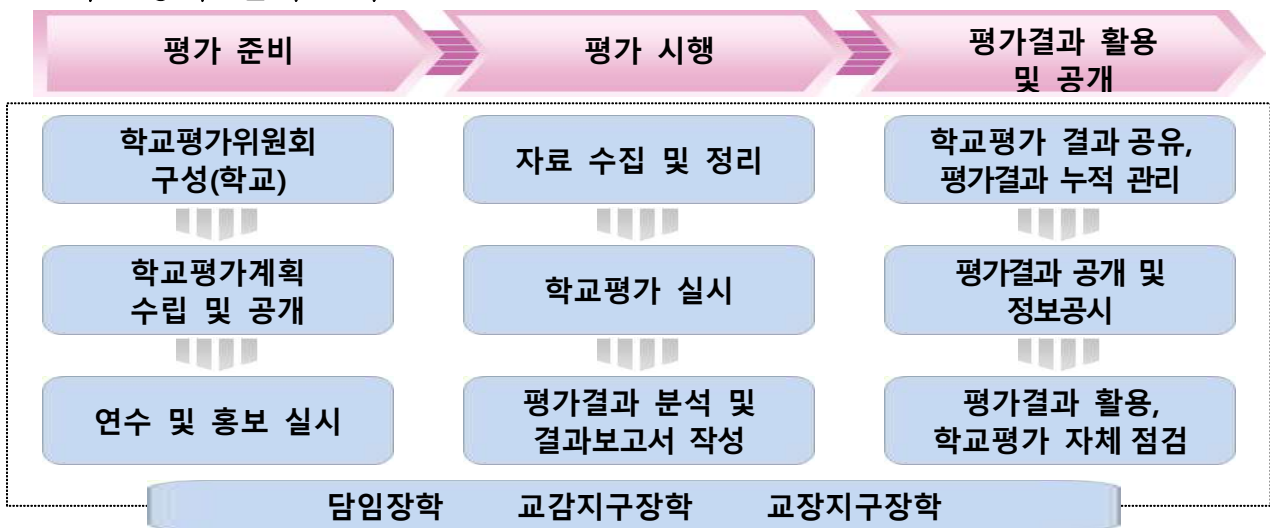 평가 준비
평가 시행
평가결과 활용
및 공개
학교평가위원회
구성(학교)
학교평가계획
수립 및 공개
연수 및 홍보 실시
자료 수집 및 정리
학교평가 실시
평가결과 분석 및
결과보고서 작성
학교평가 결과 공유,
평가결과 누적 관리
평가결과 공개 및
정보공시
평가결과 활용,
학교평가 자체 점검
담임장학 교감지구장학 교장지구장학